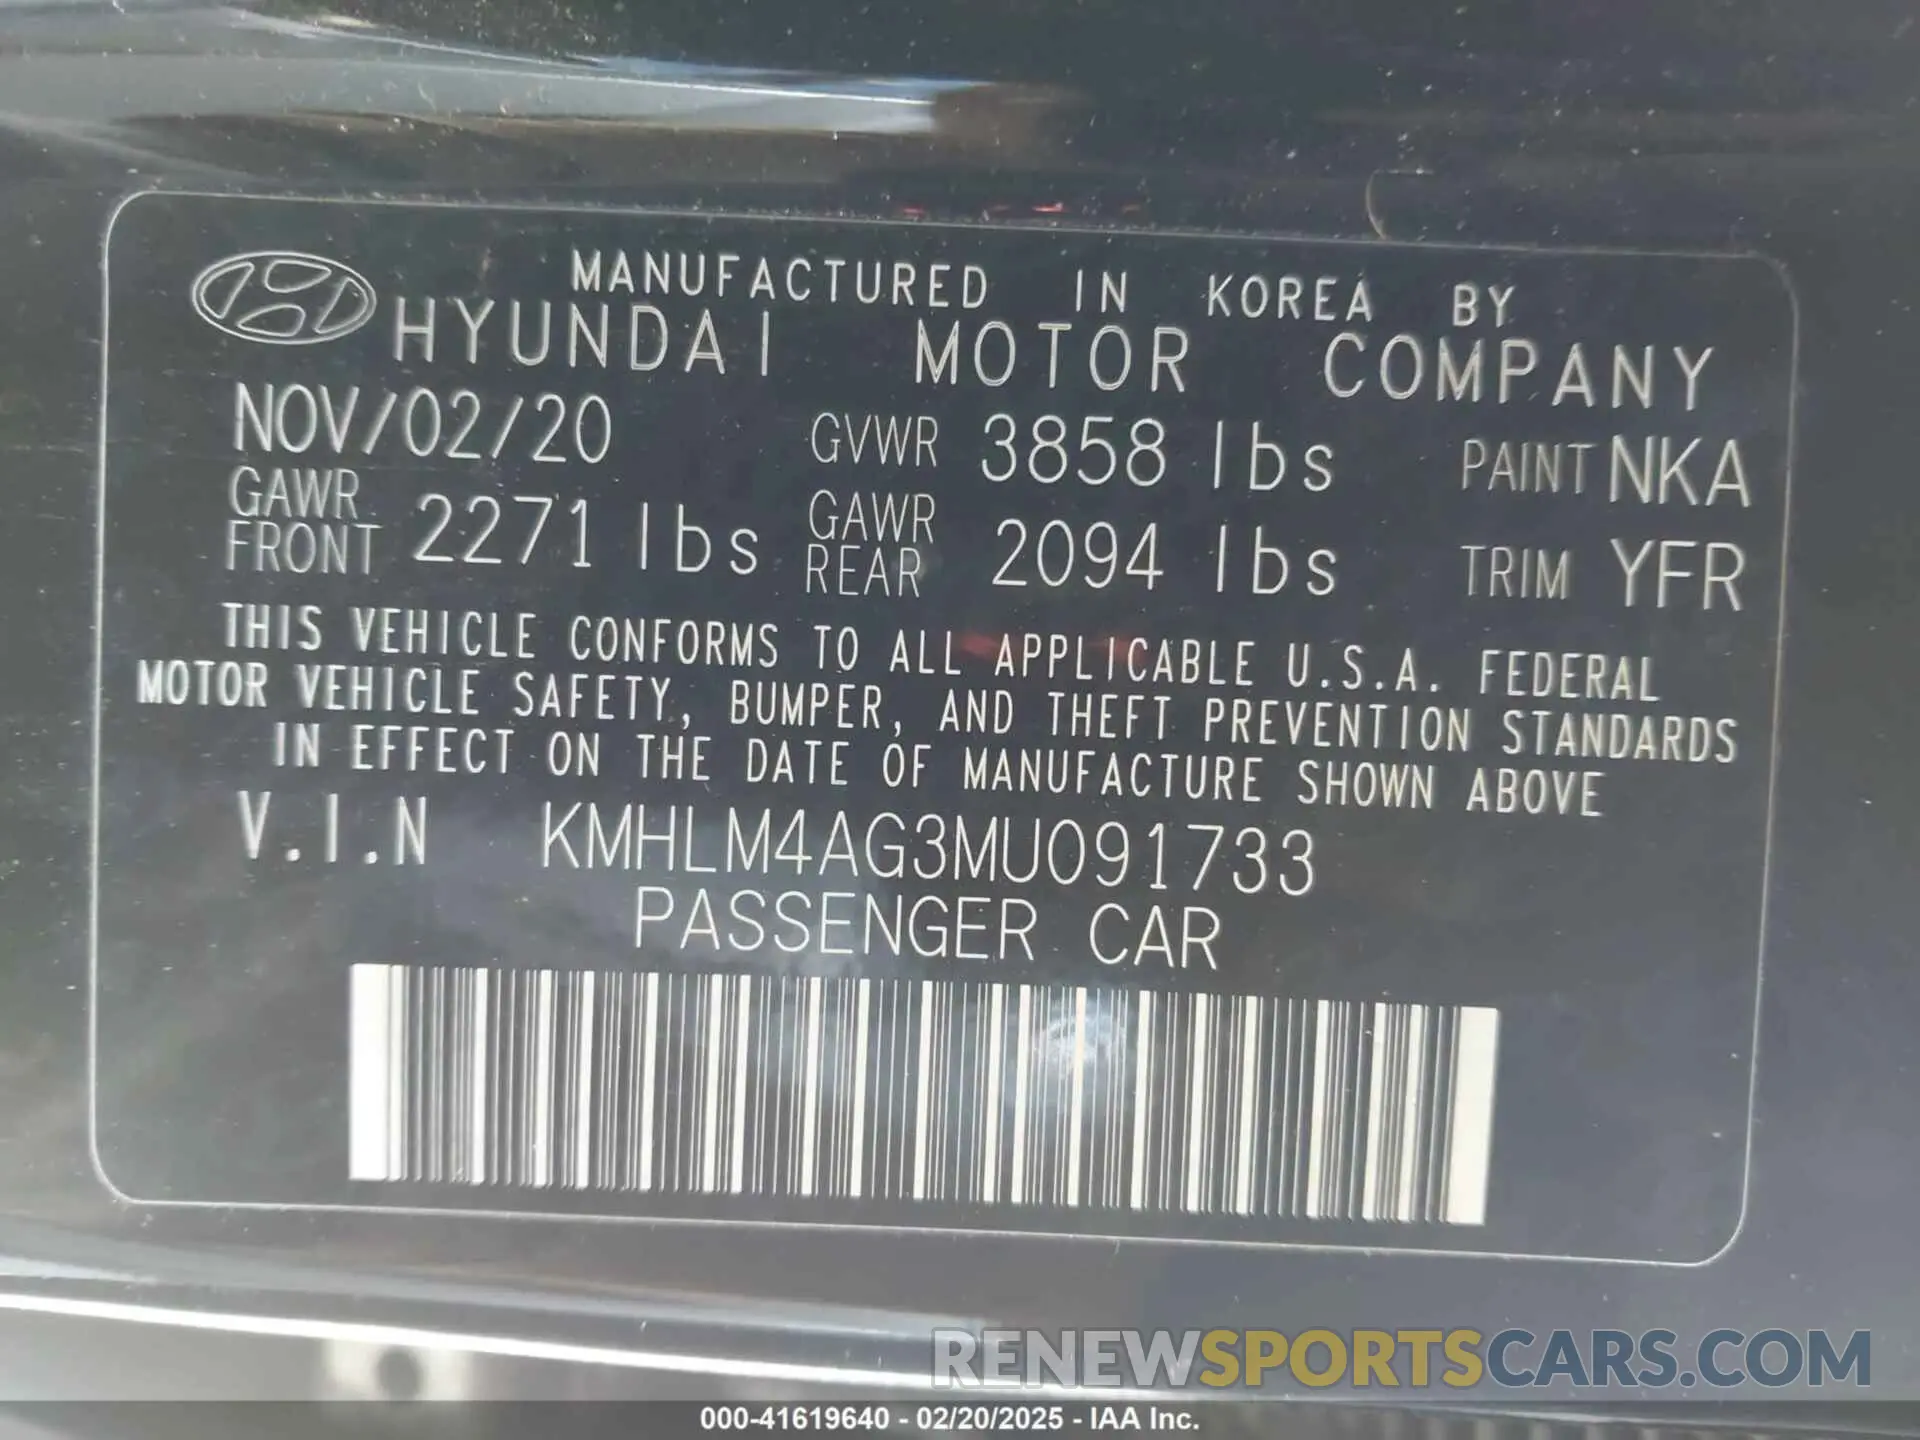 MANUFACTURED IN KOREA BY
HYUNDAI MOTOR COMPANY
NOV/02/20 GVWR 3858 lbs PAINT NKA
GAWR FRONT 2271 lbs GAWR REAR 2094 lbs TRIM YFR
THIS VEHICLE CONFORMS TO ALL APPLICABLE U.S.A. FEDERAL
MOTOR VEHICLE SAFETY, BUMPER, AND THEFT PREVENTION STANDARDS
IN EFFECT ON THE DATE OF MANUFACTURE SHOWN ABOVE
V.I.N KMHLM4AG3MU091733
PASSENGER CAR
RENEWSPORTSCARS.COM
000-41619640 - 02/20/2025 - IAA Inc.